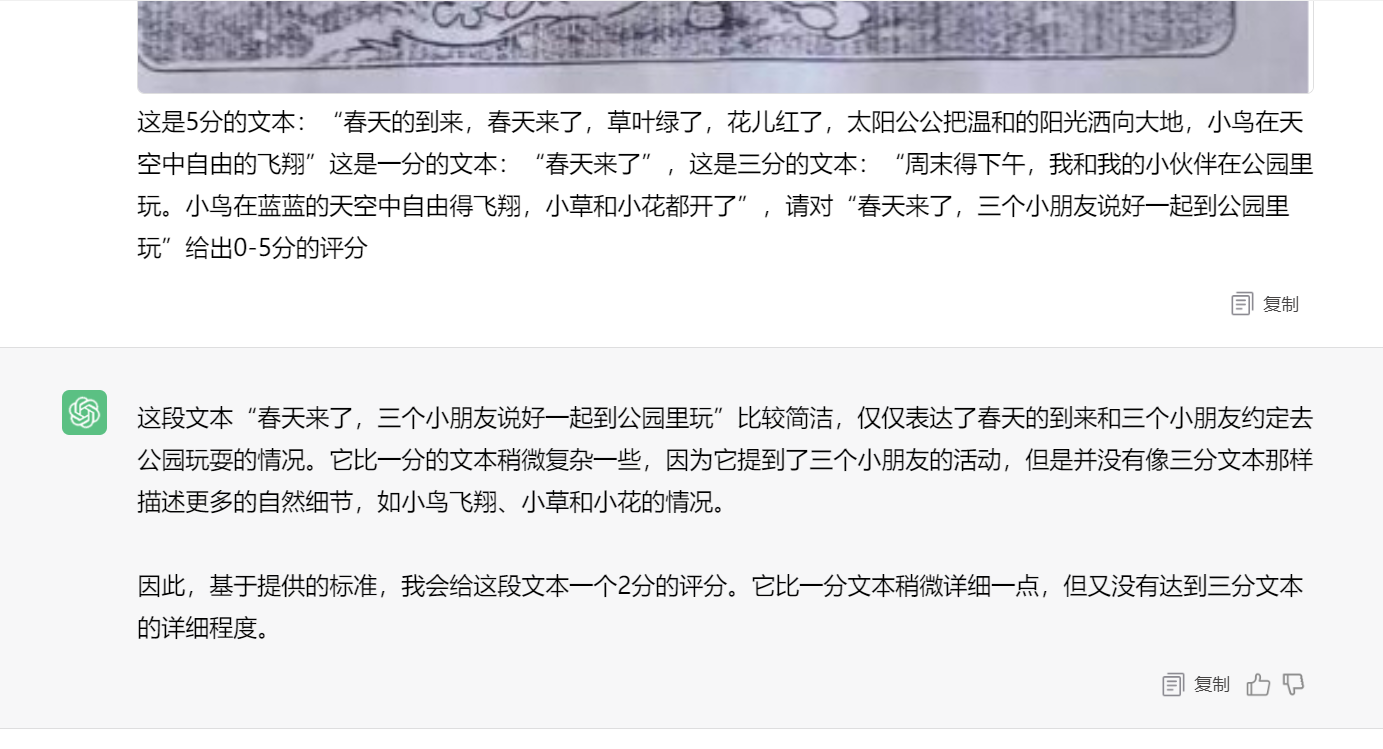 这是5分的文本：“春天的到来，春天来了，草叶绿了，花儿红了，太阳公公把温和的阳光洒向大地，小鸟在天
空中自由的飞翔”这是一分的文本：“春天来了”，这是三分的文本：“周末得下午，我和我的小伙伴在公园里
玩。小鸟在蓝蓝的天空中自由得飞翔，小草和小花都开了”，请对“春天来了，三个小朋友说好一起到公园里
玩”给出0-5分的评分
复制
这段文本“春天来了，三个小朋友说好一起到公园里玩”比较简洁，仅仅表达了春天的到来和三个小朋友约定去
公园玩耍的情况。它比一分的文本稍微复杂一些，因为它提到了三个小朋友的活动，但是并没有像三分文本那样
描述更多的自然细节，如小鸟飞翔、小草和小花的情况。
因此，基于提供的标准，我会给这段文本一个2分的评分。它比一分文本稍微详细一点，但又没有达到三分文本
的详细程度。
复制